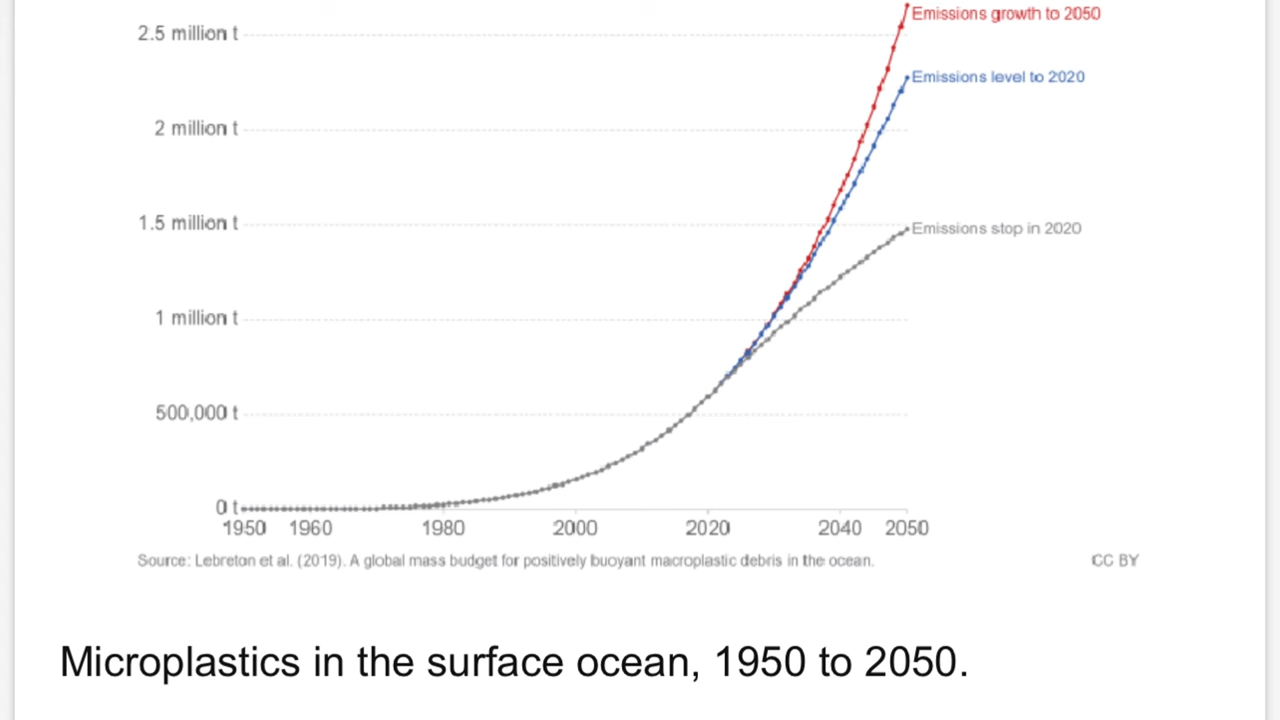 Emissions growth to 2050
2.5 million t
Emissions level to 2020
2 million t
1.5 million t
Emissions stop in 2020
1 million t
500,000 t
0 t
1950 1960 1980 2000 2020 2040 2050
Source: Lebreton et al. (2019). A global mass budget for positively buoyant macroplastic debris in the ocean. CC BY
Microplastics in the surface ocean, 1950 to 2050.